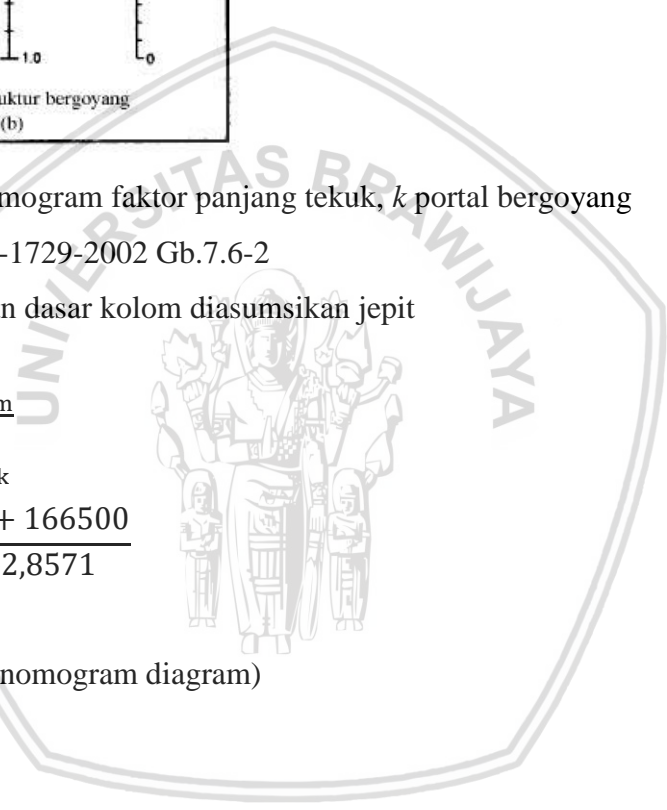 1.0 0
uktur bergoyang
(b)
mogram faktor panjang tekuk, k portal bergoyang
-1729-2002 Gb.7.6-2
n dasar kolom diasumsikan jepit
m
k
+ 166500
2,8571
nomogram diagram)
UNIVERSITAS BRAWIJAYA